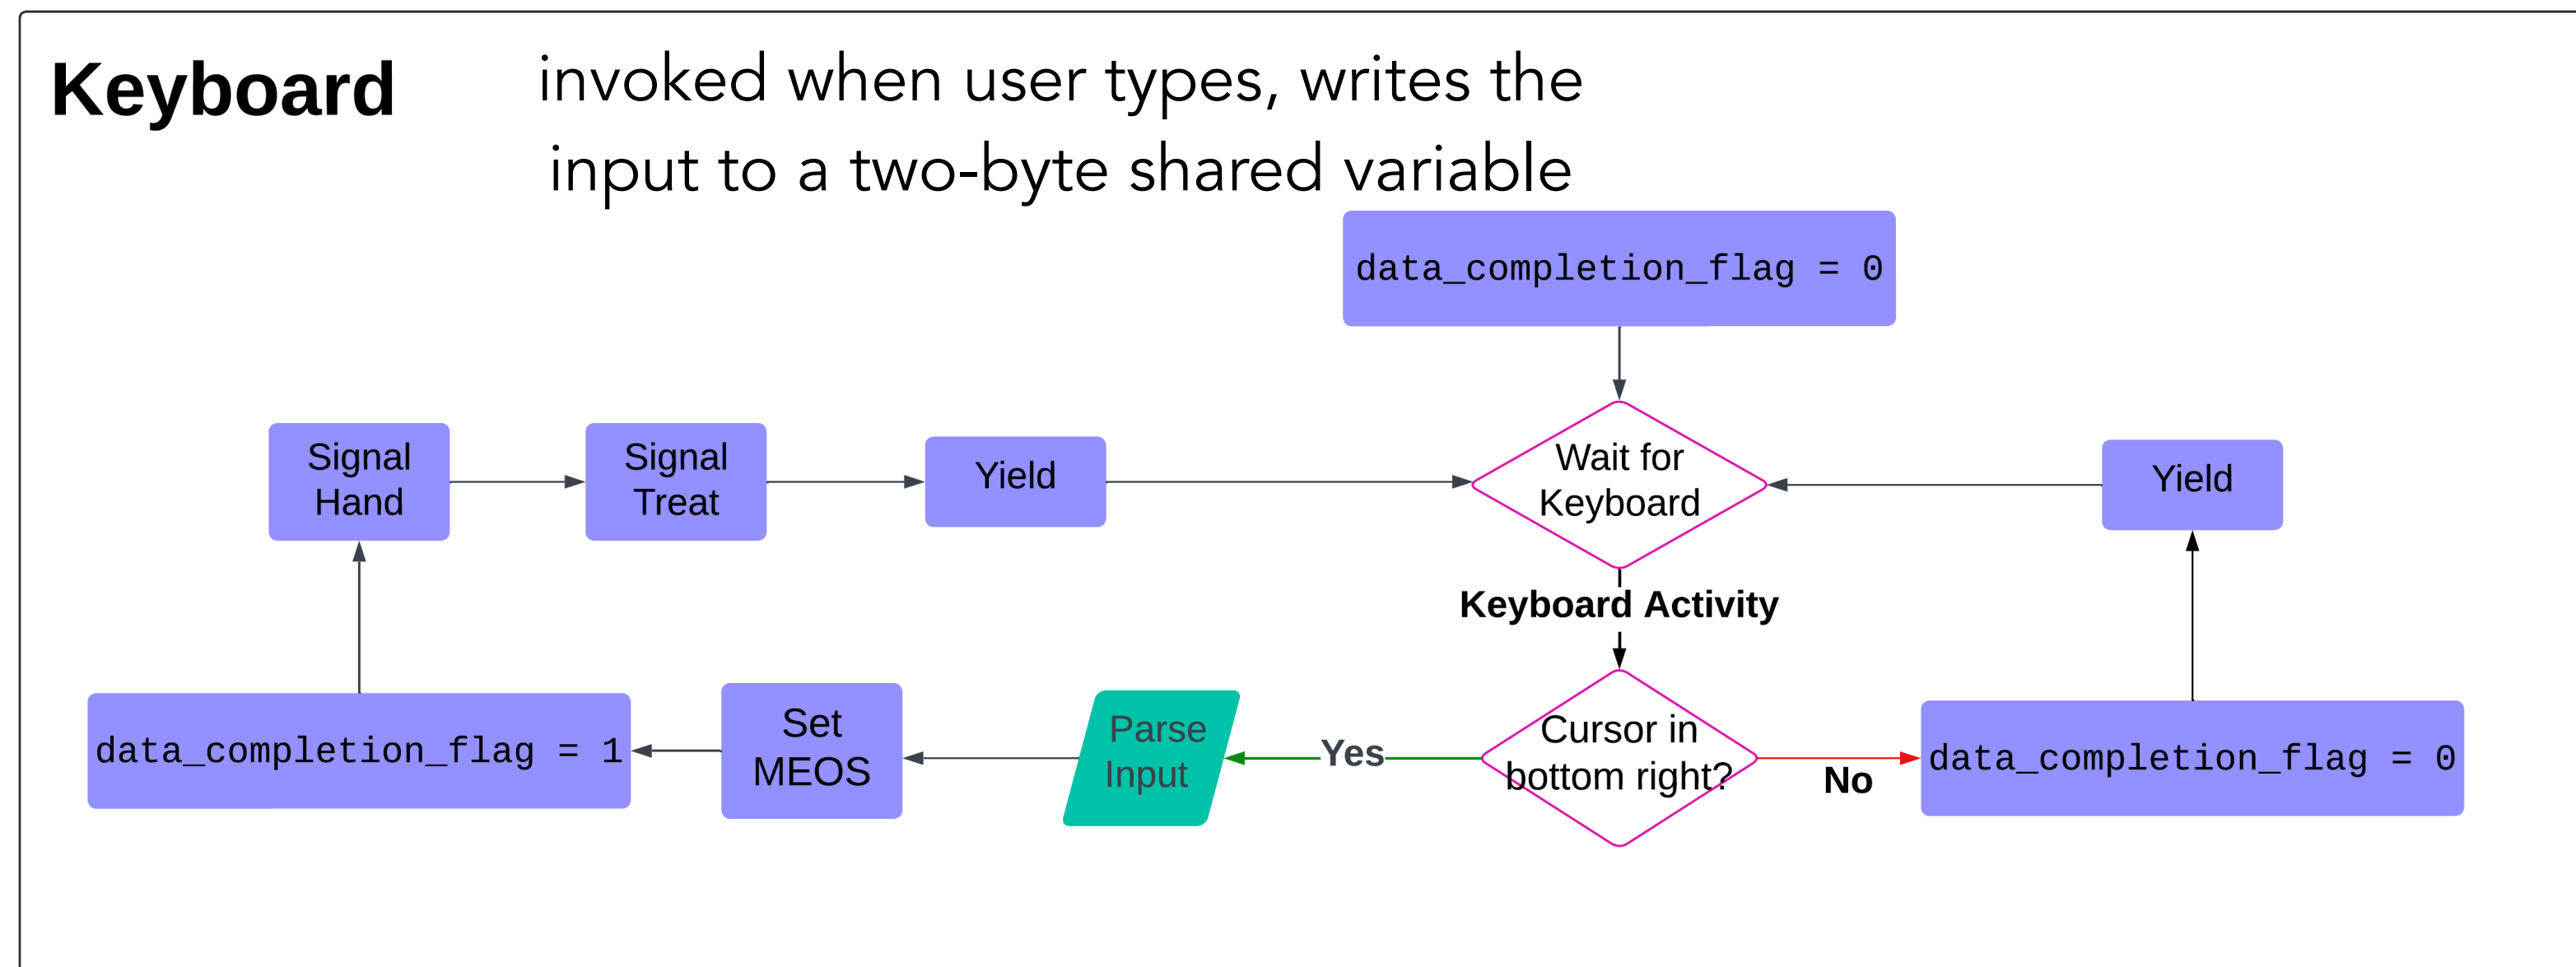 Keyboard
invoked when user types, writes the
input to a two-byte shared variable
data_completion_flag = 0
Signal
Hand
Signal
Treat
Yield
Wait for
Keyboard
Yield
Keyboard Activity
data_completion_flag = 1
Set
MEOS
Parse
Input
Yes
Cursor in
bottom right?
No
data_completion_flag = 0